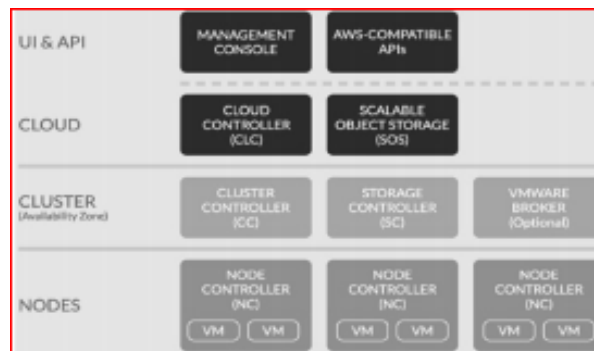 UI & API
MANAGEMENT
CONSOLE
AWS-COMPATIBLE
APIs
CLOUD
CLOUD
CONTROLLER
(CLC)
SCALABLE
OBJECT STORAGE
(SOS)
CLUSTER
(Availability Zone)
CLUSTER
CONTROLLER
(CC)
STORAGE
CONTROLLER
(SC)
VMWARE
BROKER
(Optional)
NODES
NODE
CONTROLLER
(NC)
VM VM
NODE
CONTROLLER
(NC)
VM VM
NODE
CONTROLLER
(NC)
VM VM